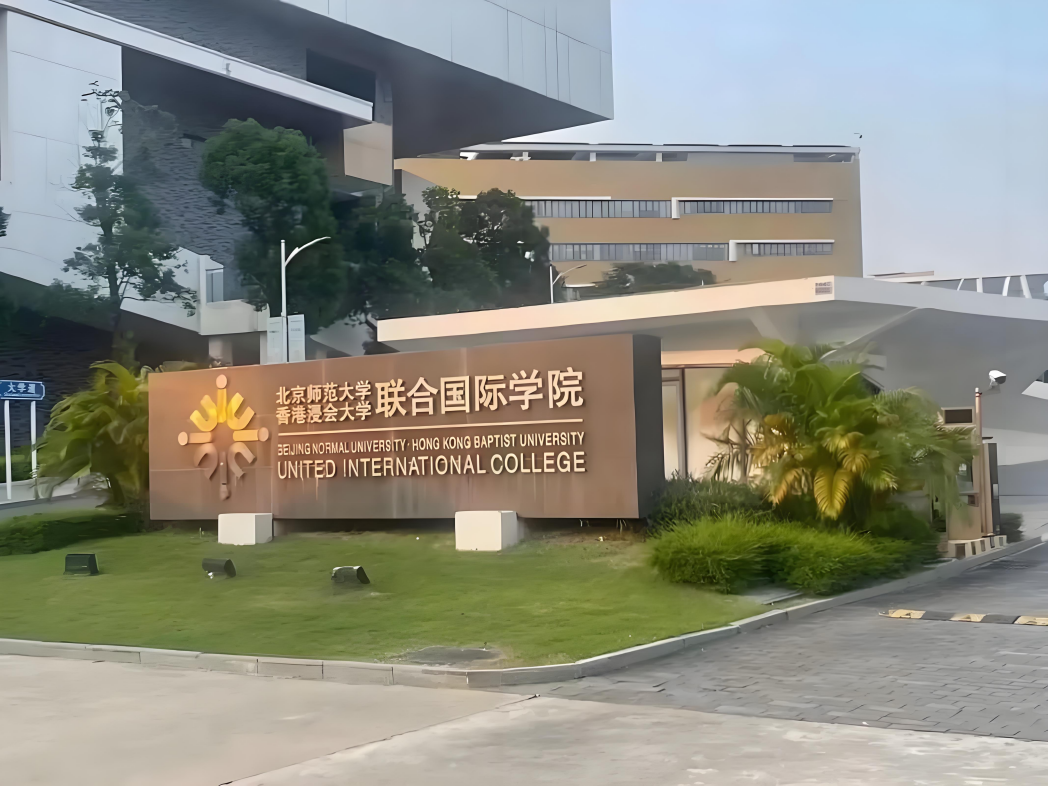 北京师范大学
香港浸会大学
联合国际学院
BEIJING NORMAL UNIVERSITY·HONG KONG BAPTIST UNIVERSITY
UNITED INTERNATIONAL COLLEGE
大学道